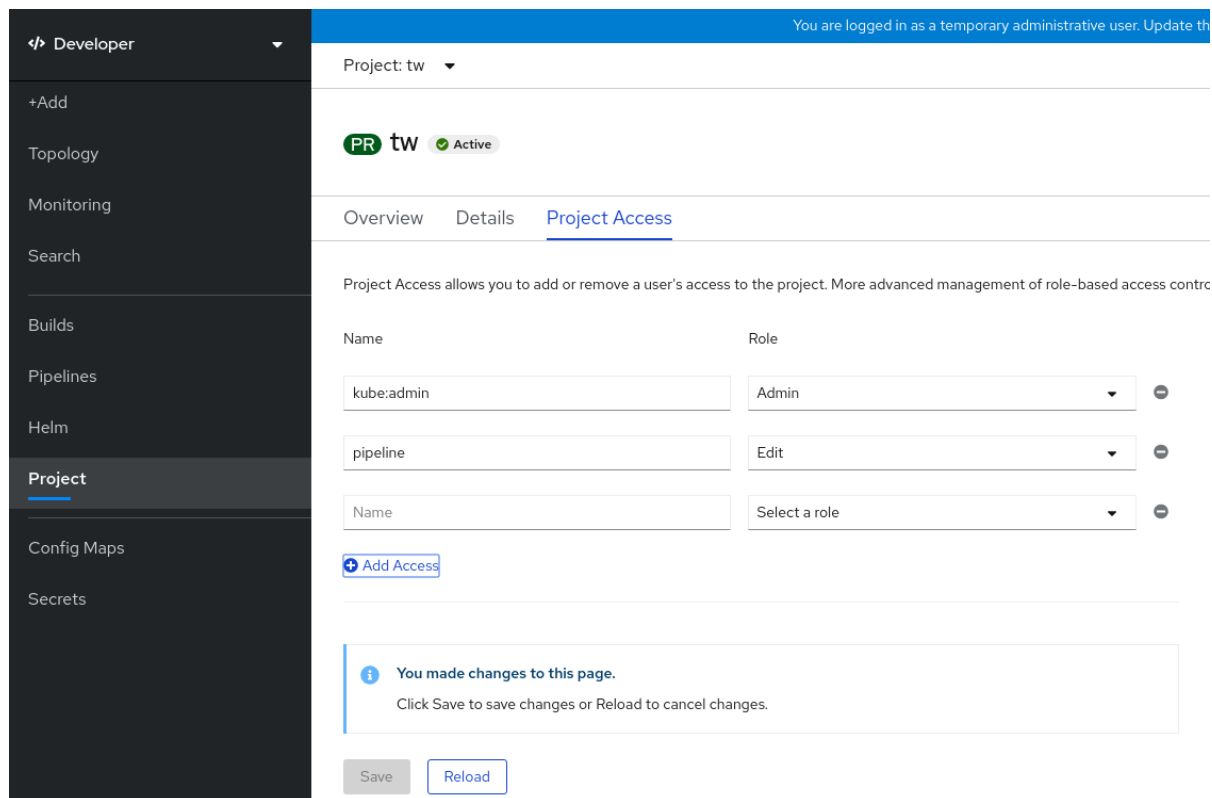 Developer
You are logged in as a temporary administrative user. Update th
Project: tw
+Add
Topology
Monitoring
Search
Builds
Pipelines
Helm
Project
Config Maps
Secrets
PR tw Active
Overview Details Project Access
Project Access allows you to add or remove a user's access to the project. More advanced management of role-based access contro
Name Role
kube:admin Admin
pipeline Edit
Name Select a role
Add Access
You made changes to this page.
Click Save to save changes or Reload to cancel changes.
Save Reload